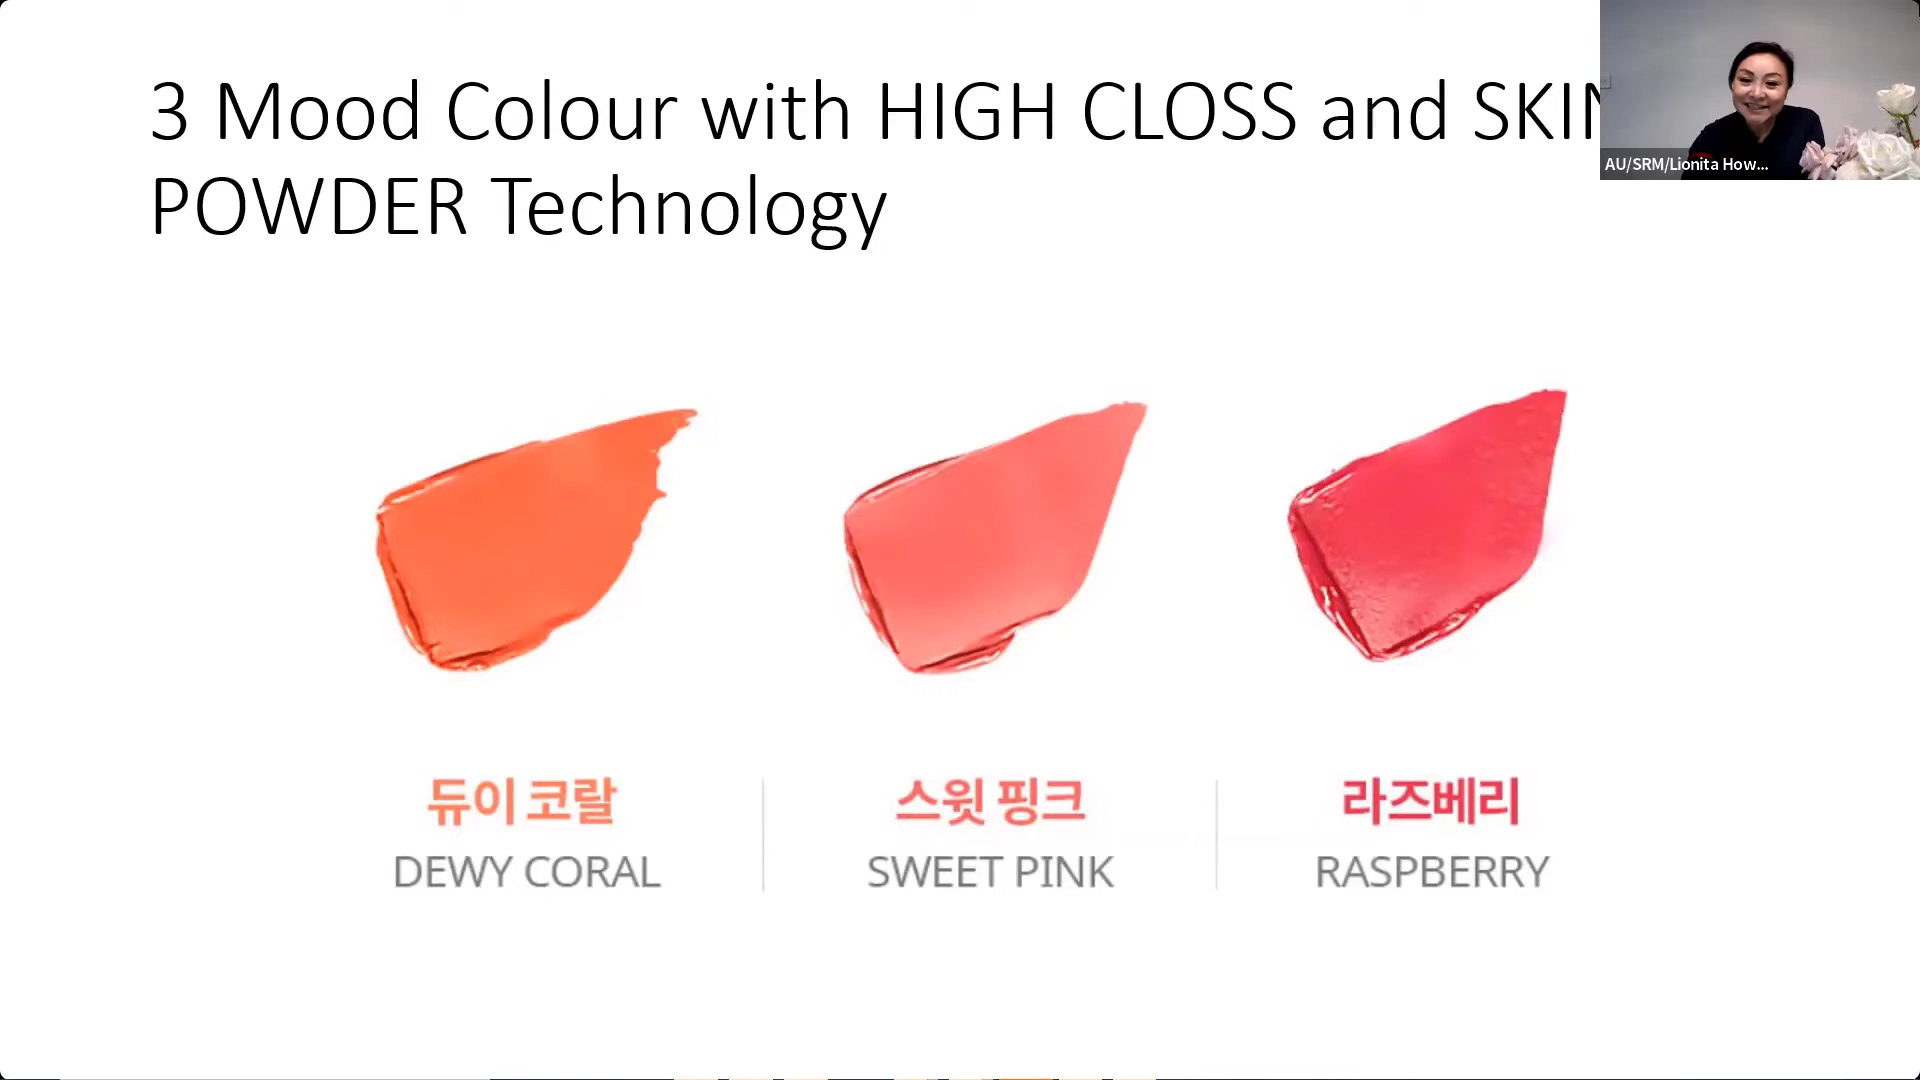 3 Mood Colour with HIGH CLOSS and SKIN
POWDER Technology
AU/SRM/Lionita How...
듀이 코랄
스윗 핑크
라즈베리
DEWY CORAL
SWEET PINK
RASPBERRY